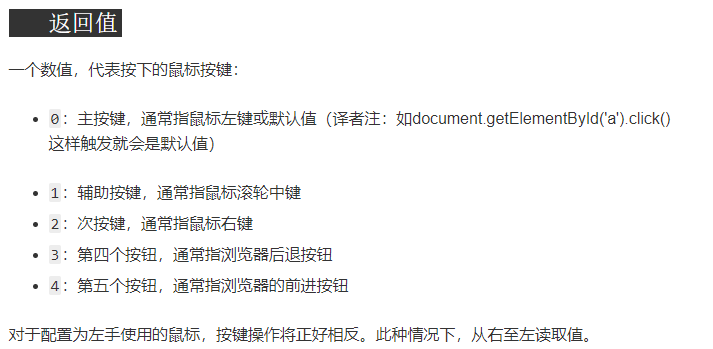 返回值
一个数值，代表按下的鼠标按键：
0：主按键，通常指鼠标左键或默认值（译者注：如document.getElementById('a').click()
这样触发就会是默认值）
1：辅助按键，通常指鼠标滚轮中键
2：次按键，通常指鼠标右键
3：第四个按钮，通常指浏览器后退按钮
4：第五个按钮，通常指浏览器的前进按钮
对于配置为左手使用的鼠标，按键操作将正好相反。此种情况下，从右至左读取值。